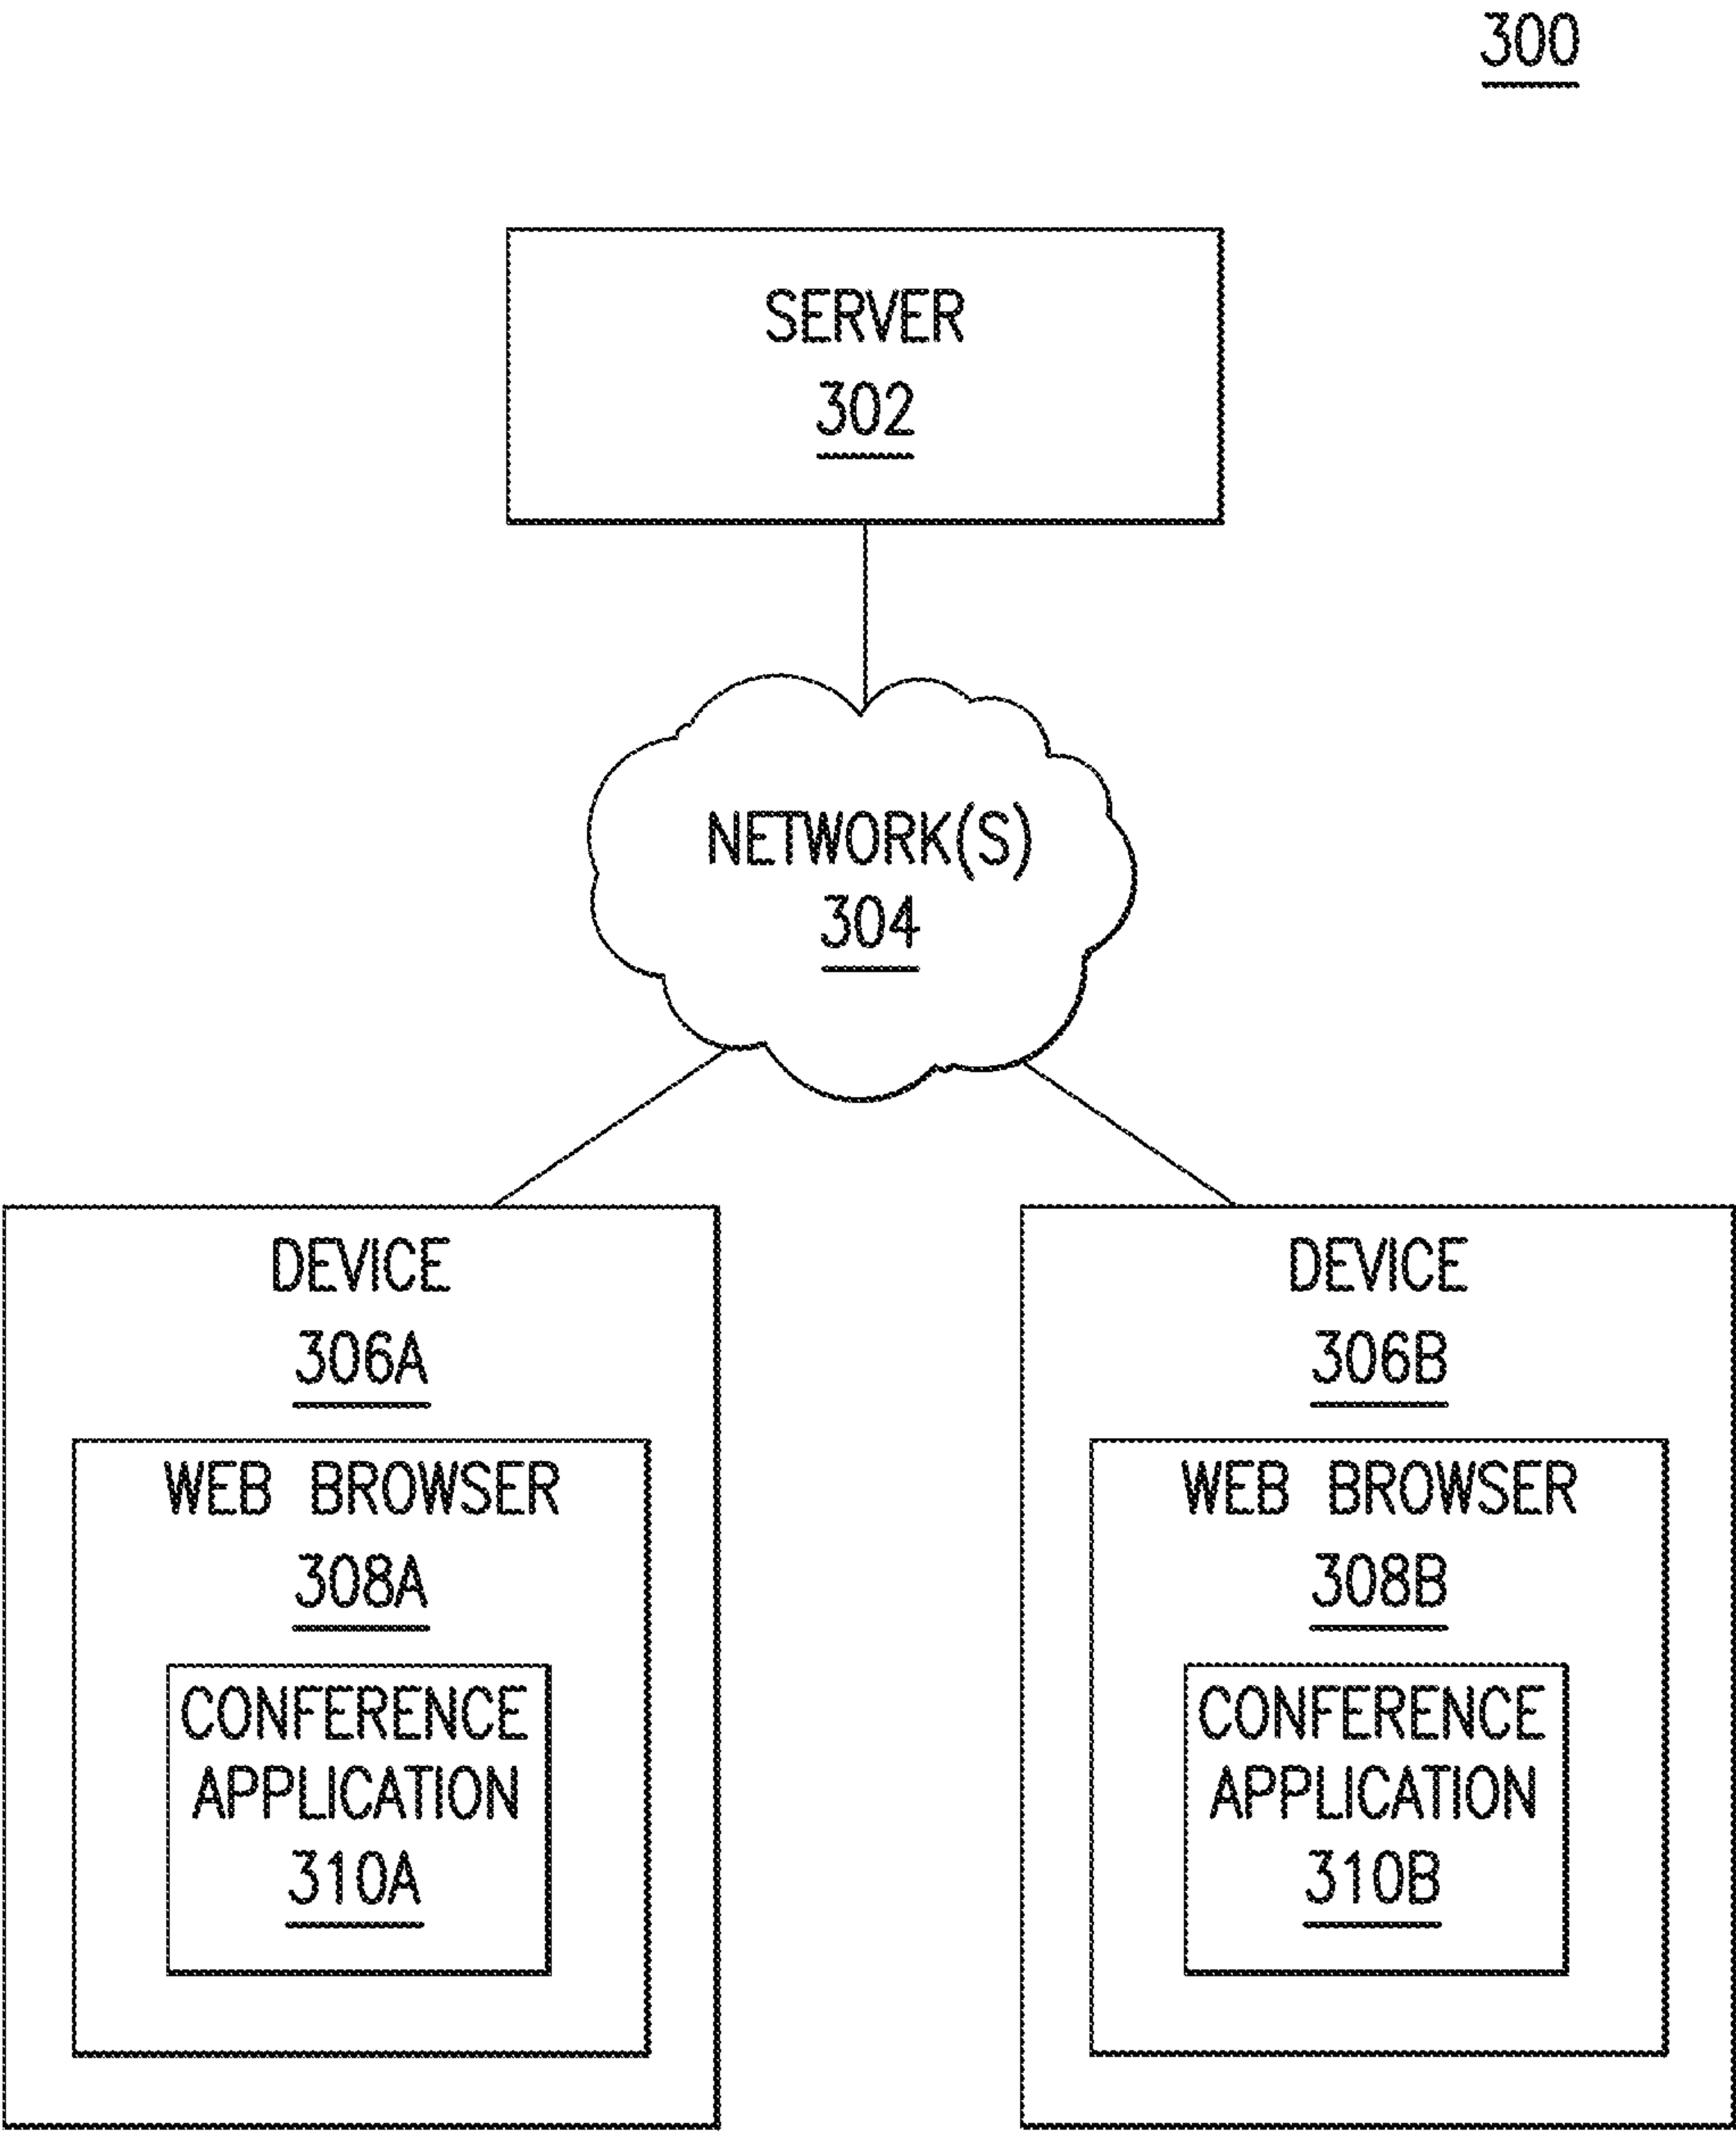 300
SERVER
302
NETWORK(S)
304
DEVICE
306A
WEB BROWSER
308A
CONFERENCE
APPLICATION
310A
DEVICE
306B
WEB BROWSER
308B
CONFERENCE
APPLICATION
310B